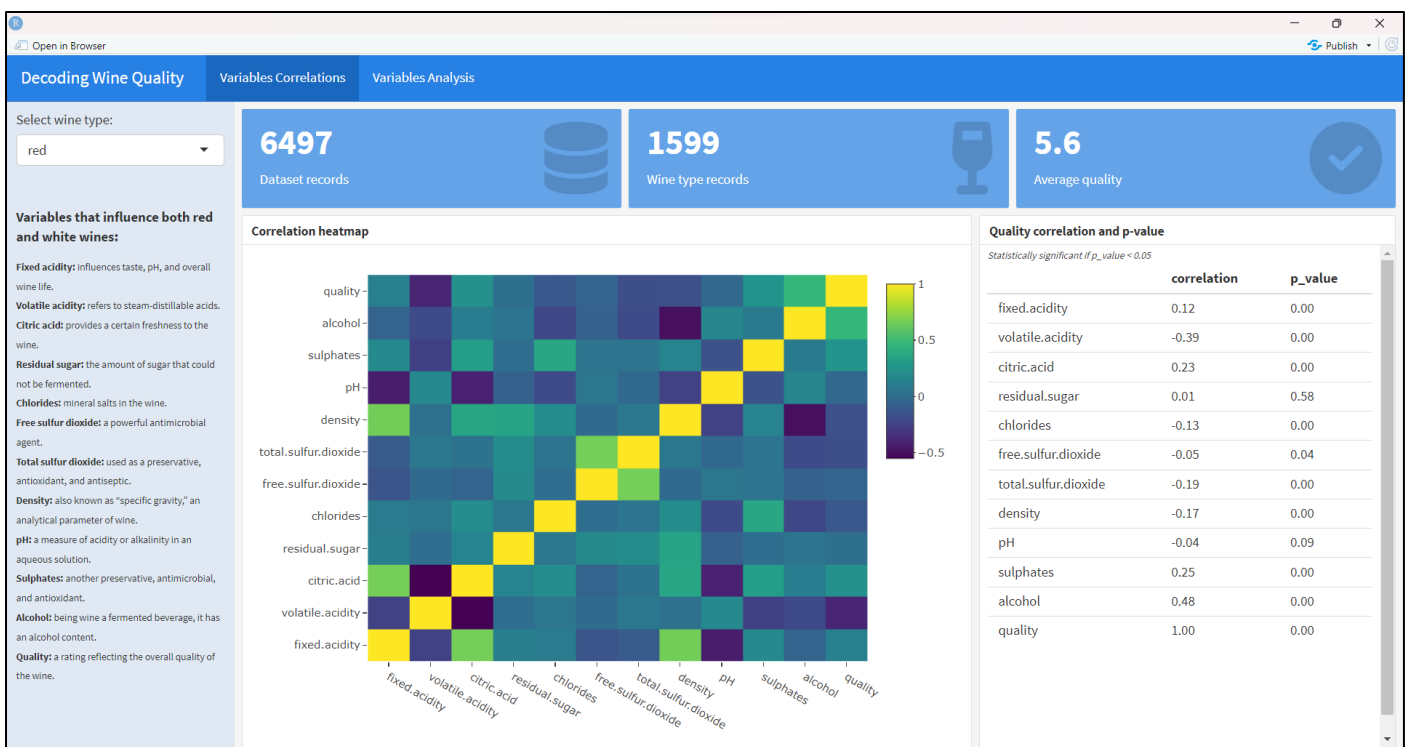 R
Open in Browser
Publish
Decoding Wine Quality
Variables Correlations
Variables Analysis
Select wine type:
red
Variables that influence both red
and white wines:
Fixed acidity: influences taste, pH, and overall
wine life.
Volatile acidity: refers to steam-distillable acids.
Citric acid: provides a certain freshness to the
wine.
Residual sugar: the amount of sugar that could
not be fermented.
Chlorides: mineral salts in the wine.
Free sulfur dioxide: a powerful antimicrobial
agent.
Total sulfur dioxide: used as a preservative,
antioxidant, and antiseptic.
Density: also known as “specific gravity,” an
analytical parameter of wine.
pH: a measure of acidity or alkalinity in an
aqueous solution.
Sulphates: another preservative, antimicrobial,
and antioxidant.
Alcohol: being wine a fermented beverage, it has
an alcohol content.
Quality: a rating reflecting the overall quality of
the wine.
6497
Dataset records
1599
Wine type records
5.6
Average quality
Correlation heatmap
quality
alcohol
sulphates
pH
density
total.sulfur.dioxide
free.sulfur.dioxide
chlorides
residual.sugar
citric.acid
volatile.acidity
fixed.acidity
fixed.acidity
volatile.acidity
citric.acid
residual.sugar
chlorides
free.sulfur.dioxide
total.sulfur.dioxide
density
pH
sulphates
alcohol
quality
1
0.5
0
−0.5
Quality correlation and p-value
Statistically significant if p_value < 0.05
correlation p_value
fixed.acidity 0.12 0.00
volatile.acidity -0.39 0.00
citric.acid 0.23 0.00
residual.sugar 0.01 0.58
chlorides -0.13 0.00
free.sulfur.dioxide -0.05 0.04
total.sulfur.dioxide -0.19 0.00
density -0.17 0.00
pH -0.04 0.09
sulphates 0.25 0.00
alcohol 0.48 0.00
quality 1.00 0.00